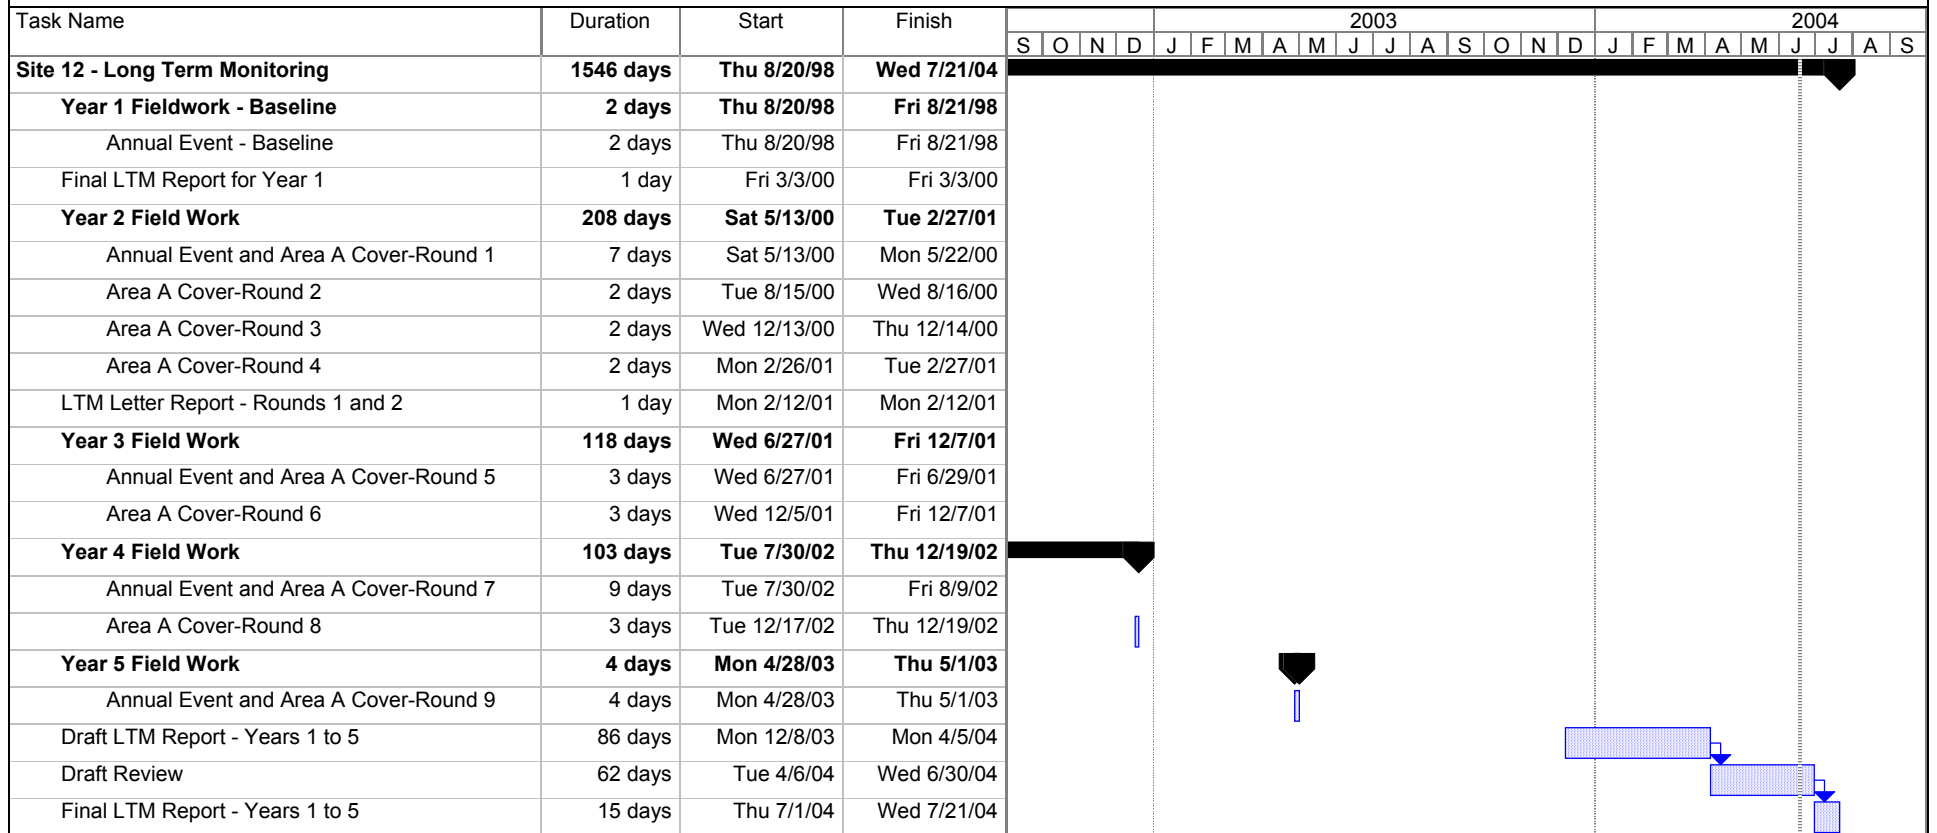 Task Name Duration Start Finish 2003 2004
S O N D J F M A M J J A S O N D J F M A M J J A S
Site 12 - Long Term Monitoring 1546 days Thu 8/20/98 Wed 7/21/04
Year 1 Fieldwork - Baseline 2 days Thu 8/20/98 Fri 8/21/98
Annual Event - Baseline 2 days Thu 8/20/98 Fri 8/21/98
Final LTM Report for Year 1 1 day Fri 3/3/00 Fri 3/3/00
Year 2 Field Work 208 days Sat 5/13/00 Tue 2/27/01
Annual Event and Area A Cover-Round 1 7 days Sat 5/13/00 Mon 5/22/00
Area A Cover-Round 2 2 days Tue 8/15/00 Wed 8/16/00
Area A Cover-Round 3 2 days Wed 12/13/00 Thu 12/14/00
Area A Cover-Round 4 2 days Mon 2/26/01 Tue 2/27/01
LTM Letter Report - Rounds 1 and 2 1 day Mon 2/12/01 Mon 2/12/01
Year 3 Field Work 118 days Wed 6/27/01 Fri 12/7/01
Annual Event and Area A Cover-Round 5 3 days Wed 6/27/01 Fri 6/29/01
Area A Cover-Round 6 3 days Wed 12/5/01 Fri 12/7/01
Year 4 Field Work 103 days Tue 7/30/02 Thu 12/19/02
Annual Event and Area A Cover-Round 7 9 days Tue 7/30/02 Fri 8/9/02
Area A Cover-Round 8 3 days Tue 12/17/02 Thu 12/19/02
Year 5 Field Work 4 days Mon 4/28/03 Thu 5/1/03
Annual Event and Area A Cover-Round 9 4 days Mon 4/28/03 Thu 5/1/03
Draft LTM Report - Years 1 to 5 86 days Mon 12/8/03 Mon 4/5/04
Draft Review 62 days Tue 4/6/04 Wed 6/30/04
Final LTM Report - Years 1 to 5 15 days Thu 7/1/04 Wed 7/21/04